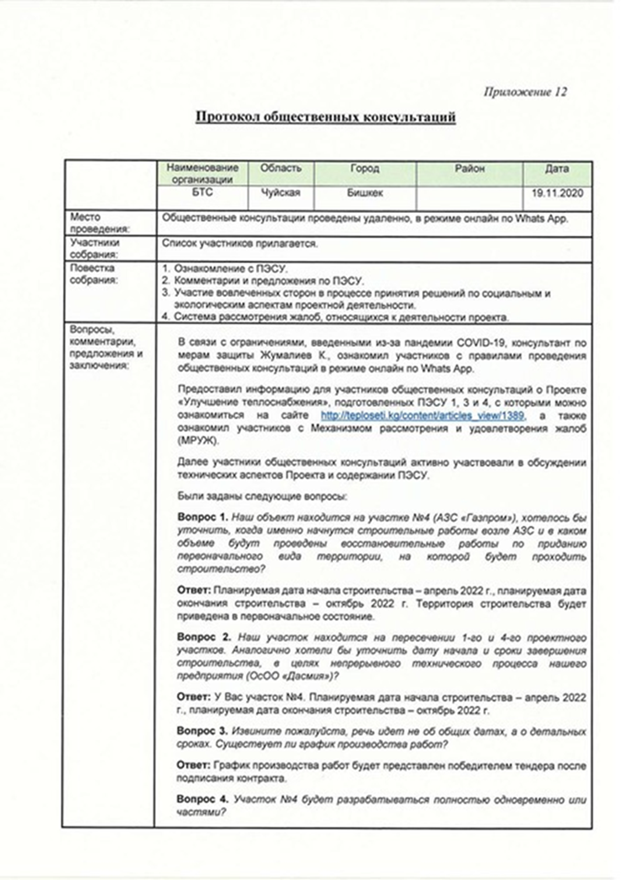 Приложение 12
Протокол общественных консультаций
Наименование организации Область Город Район Дата
БТС Чуйская Бишкек 19.11.2020
Место проведения: Общественные консультации проведены удаленно, в режиме онлайн по Whats App.
Участники собрания: Список участников прилагается.
Повестка собрания: 1. Ознакомление с ПЭСУ.
2. Комментарии и предложения по ПЭСУ.
3. Участие вовлеченных сторон в процессе принятия решений по социальным и
экологическим аспектам проектной деятельности.
4. Система рассмотрения жалоб, относящихся к деятельности проекта.
Вопросы, комментарии, предложения и заключения:
В связи с ограничениями, введенными из-за пандемии COVID-19, консультант по
мерам защиты Жумалиев К., ознакомил участников с правилами проведения
общественных консультаций в режиме онлайн по Whats App.
Предоставил информацию для участников общественных консультаций о Проекте
«Улучшение теплоснабжения», подготовленных ПЭСУ 1, 3 и 4, с которыми можно
ознакомиться на сайте http://teploseti.kg/content/articles_view/1389, а также
ознакомил участников с Механизмом рассмотрения и удовлетворения жалоб
(МРУЖ).
Далее участники общественных консультаций активно участвовали в обсуждении
технических аспектов Проекта и содержании ПЭСУ.
Были заданы следующие вопросы:
Вопрос 1. Наш объект находится на участке №4 (АЗС «Газпром»), хотелось бы
уточнить, когда именно начнутся строительные работы возле АЗС и в каком
объеме будут проведены восстановительные работы по приданию
первоначального вида территории, на которой будет проходить
строительство?
Ответ: Планируемая дата начала строительства – апрель 2022 г., планируемая дата
окончания строительства – октябрь 2022 г. Территория строительства будет
приведена в первоначальное состояние.
Вопрос 2. Наш участок находится на пересечении 1-го и 4-го проектного
участков. Аналогично хотели бы уточнить дату начала и сроки завершения
строительства, в целях непрерывного технического процесса нашего
предприятия (ОсОО «Дасмия»)?
Ответ: У Вас участок №4. Планируемая дата начала строительства – апрель 2022
г., планируемая дата окончания строительства – октябрь 2022 г.
Вопрос 3. Извините пожалуйста, речь идет не об общих датах, а о детальных
сроках. Существует ли график производства работ?
Ответ: График производства работ будет представлен победителем тендера после
подписания контракта.
Вопрос 4. Участок №4 будет разрабатываться полностью одновременно или
частями?